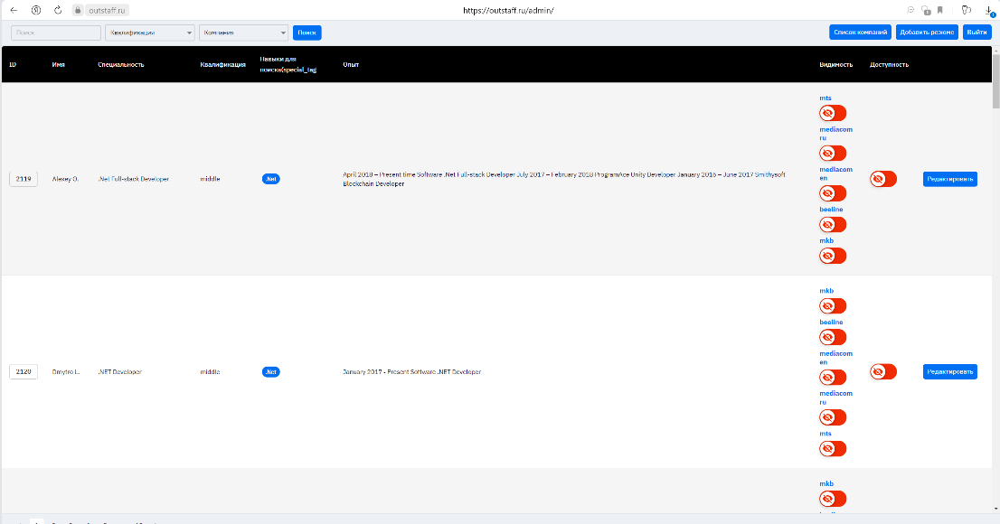 outstaff.ru
https://outstaff.ru/admin/
1
1
Поиск
Квалификация
Компания
Поиск
Список компаний
Добавить резюме
Выйти
ID
Имя
Специальность
Квалификация
Навыки для
поиска(special_tag
Опыт
Видимость
Доступность
2119
Alexey O.
.Net Full-stack Developer
middle
.Net
April 2018 – Present time Software .Net Full-stack Developer July 2017 – February 2018 ProgramAce Unity Developer January 2016 – June 2017 Smithysoft
Blockchain Developer
mts
mediacom
ru
mediacom
en
beeline
mkb
Редактировать
2120
Dmytro L.
.NET Developer
middle
.Net
January 2017 - Present Software .NET Developer
mkb
beeline
mediacom
en
mediacom
ru
mts
Редактировать
mkb